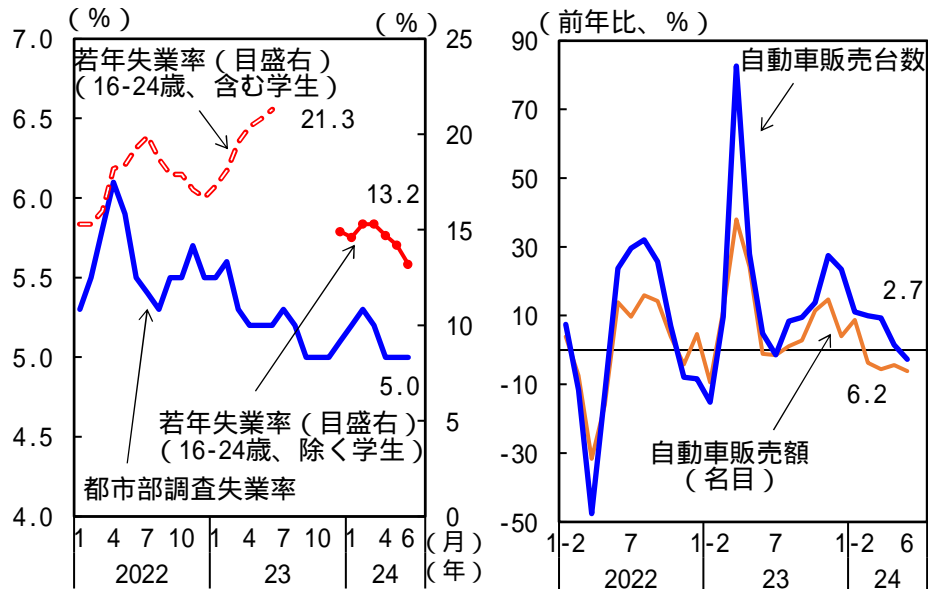 (%)
(%)
7.0
6.5
6.0
5.5
5.0
4.5
4.0
25
20
15
10
5
0
若年失業率(目盛右)
(16-24歳、含む学生)
21.3
13.2
5.0
若年失業率(目盛右)
(16-24歳、除く学生)
都市部調査失業率
1 4 7 10 1 1 4 6 (月)
2022 23 24 (年)
(前年比、%)
90
70
50
30
10
-10
-30
-50
自動車販売台数
2.7
6.2
自動車販売額
(名目)
1-2 7 1-2 7 1-2 6
2022 23 24